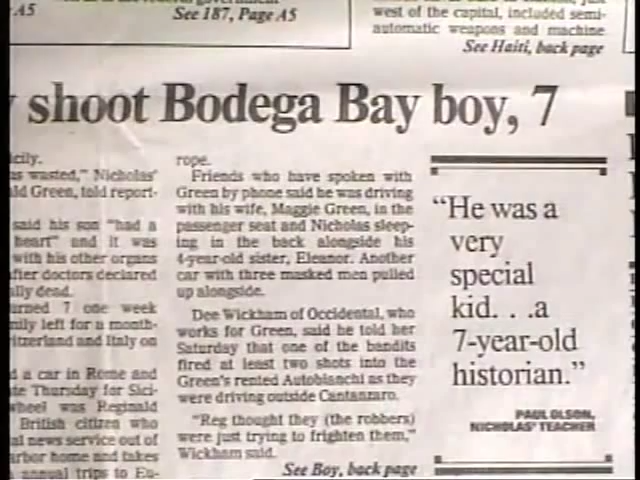 A5
See 187, Page A5
west of the capital, included semi-
automatic weapons and machine
See Haiti, back page
shoot Bodega Bay boy, 7
icily.
as wasted,” Nicholas’
ld Green, told report-
said his son “had a
heart” and it was
with his other organs
fter doctors declared
lly dead.
urned 7 one week
mily left for a month-
itzerland and Italy on
d a car in Rome and
te Thursday for Sici-
wheel was Reginald
British citizen who
al news service out of
arbor home and takes
annual trips to Eu-
rope.
Friends who have spoken with
Green by phone said he was driving
with his wife, Maggie Green, in the
passenger seat and Nicholas sleep-
ing in the back alongside his
4-year-old sister, Eleanor. Another
car with three masked men pulled
up alongside.
Dee Wickham of Occidental, who
works for Green, said he told her
Saturday that one of the bandits
fired at least two shots into the
Green’s rented Autobianchi as they
were driving outside Cantanzaro.
“Reg thought they (the robbers)
were just trying to frighten them,”
Wickham said.
See Boy, back page
“He was a
very
special
kid. . .a
7-year-old
historian.”
PAUL OLSON,
NICHOLAS’ TEACHER